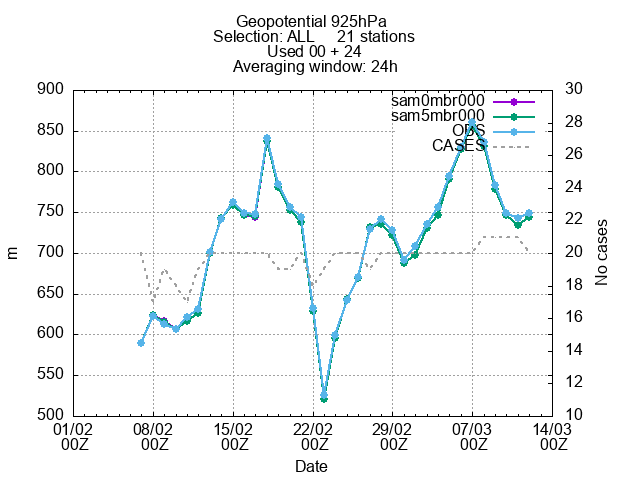 Geopotential 925hPa
Selection: ALL 21 stations
Used 00 + 24
Averaging window: 24h
sam0mbr000
sam5mbr000
OBS
CASES
900
850
800
750
700
650
600
550
500
m
30
28
26
24
22
20
18
16
14
12
10
No cases
01/02 08/02 15/02 22/02 29/02 07/03 14/03
00Z 00Z 00Z 00Z 00Z 00Z 00Z
Date